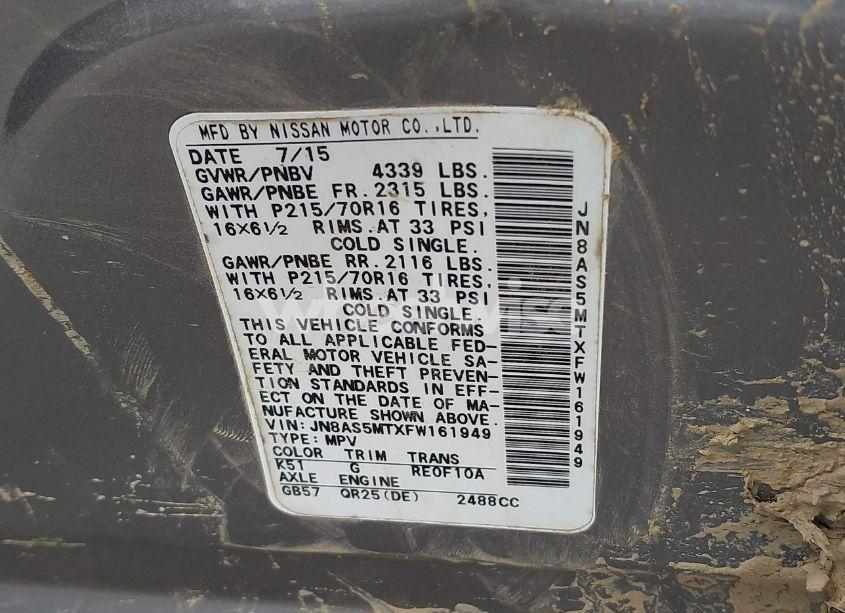 MFD BY NISSAN MOTOR CO.,LTD.
DATE 7/15
GVWR/PNBV 4339 LBS.
GAWR/PNBE FR. 2315 LBS.
WITH P215/70R16 TIRES,
16X6½ RIMS.AT 33 PSI
COLD SINGLE.
GAWR/PNBE RR. 2116 LBS.
WITH P215/70R16 TIRES,
16X6½ RIMS.AT 33 PSI
COLD SINGLE.
THIS VEHICLE CONFORMS
TO ALL APPLICABLE FED-
ERAL MOTOR VEHICLE SA-
FETY AND THEFT PREVEN-
TION STANDARDS IN EFF-
ECT ON THE DATE OF MA-
NUFACTURE SHOWN ABOVE.
VIN: JN8AS5MTXFW161949
TYPE: MPV
COLOR TRIM TRANS
K51 G RE0F10A
AXLE ENGINE
GB57 QR25(DE) 2488CC
JN8AS5MTXFW161949